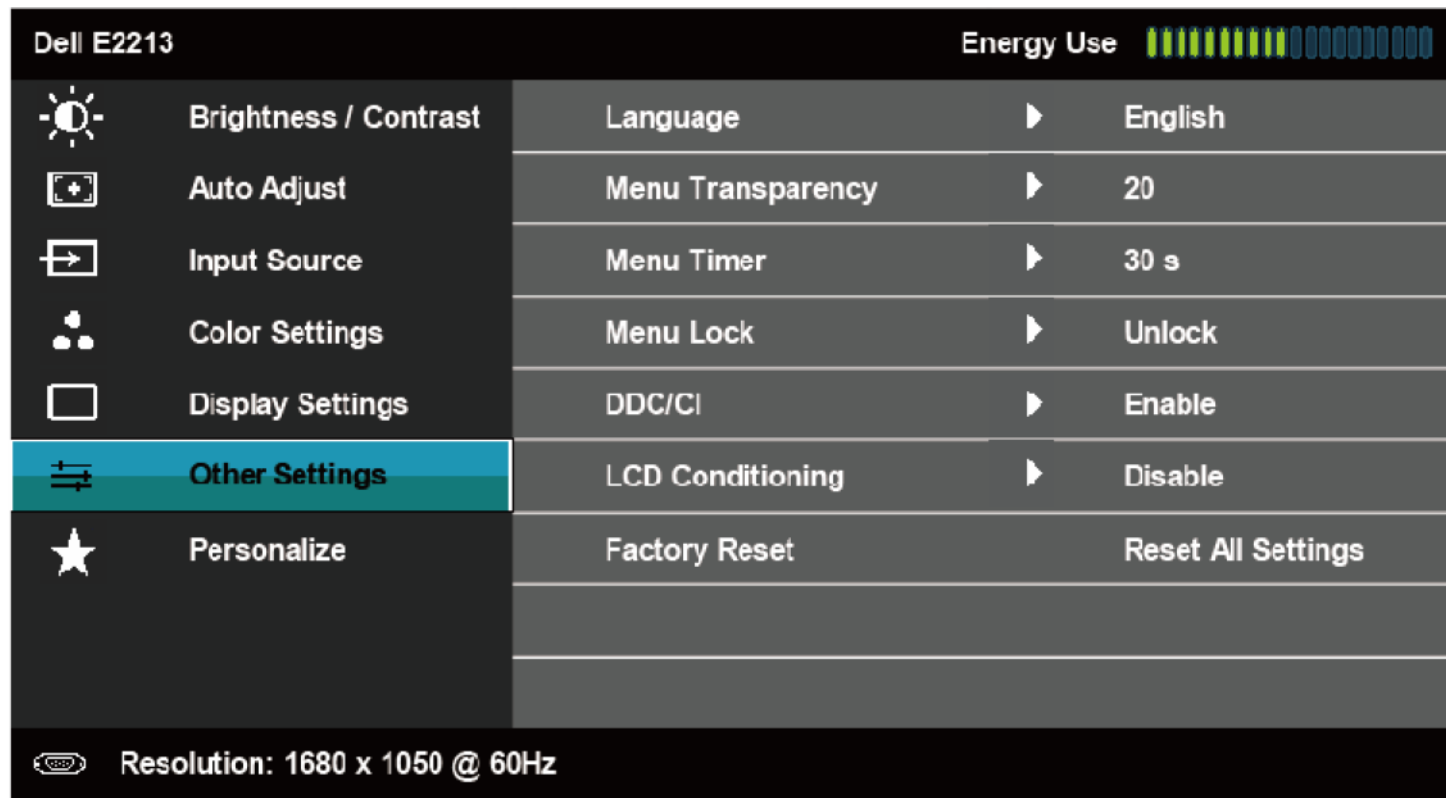 Dell E2213 Energy Use
Brightness / Contrast Language English
Auto Adjust Menu Transparency 20
Input Source Menu Timer 30 s
Color Settings Menu Lock Unlock
Display Settings DDC/CI Enable
Other Settings LCD Conditioning Disable
Personalize Factory Reset Reset All Settings
Resolution: 1680 x 1050 @ 60Hz